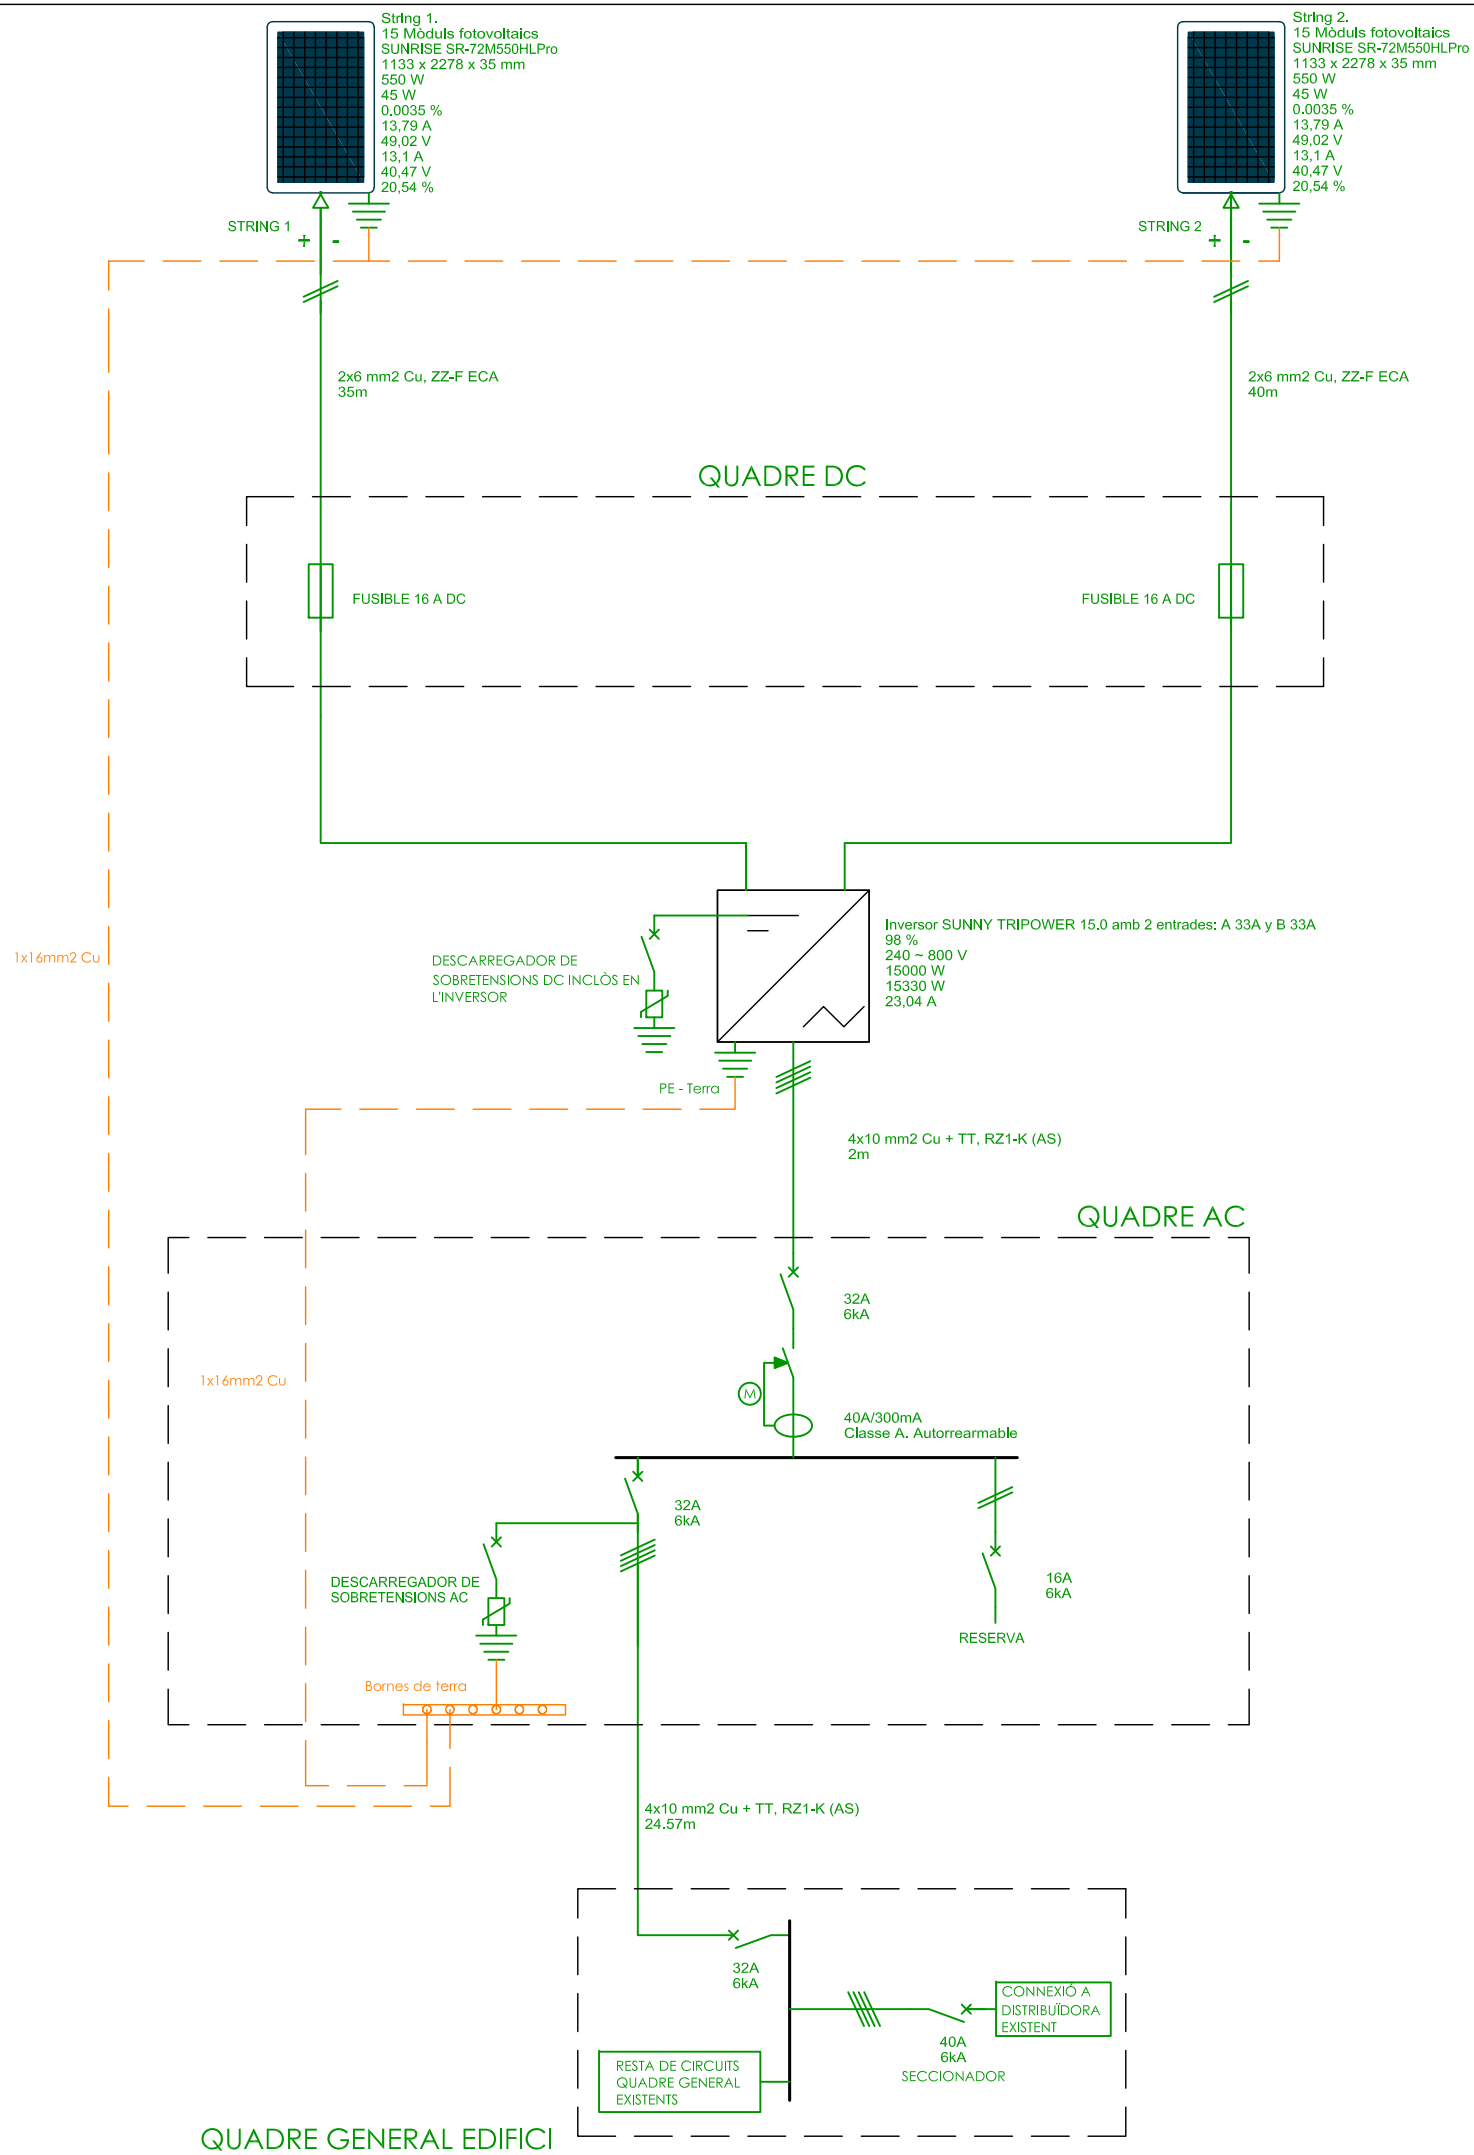 String 1.
15 Mòduls fotovoltaics
SUNRISE SR-72M550HLPro
1133 x 2278 x 35 mm
550 W
45 W
0.0035 %
13,79 A
49,02 V
13,1 A
40,47 V
20,54 %
String 2.
15 Mòduls fotovoltaics
SUNRISE SR-72M550HLPro
1133 x 2278 x 35 mm
550 W
45 W
0.0035 %
13,79 A
49,02 V
13,1 A
40,47 V
20,54 %
STRING 1
+ -
STRING 2
+ -
2x6 mm2 Cu, ZZ-F ECA
35m
2x6 mm2 Cu, ZZ-F ECA
40m
QUADRE DC
FUSIBLE 16 A DC
FUSIBLE 16 A DC
Inversor SUNNY TRIPOWER 15.0 amb 2 entrades: A 33A y B 33A
98 %
240 ~ 800 V
15000 W
15330 W
23,04 A
DESCARREGADOR DE
SOBRETENSIONS DC INCLÒS EN
L'INVERSOR
1x16mm2 Cu
PE - Terra
4x10 mm2 Cu + TT, RZ1-K (AS)
2m
QUADRE AC
32A
6kA
1x16mm2 Cu
M
40A/300mA
Classe A. Autorrearmable
32A
6kA
DESCARREGADOR DE
SOBRETENSIONS AC
16A
6kA
RESERVA
Bornes de terra
4x10 mm2 Cu + TT, RZ1-K (AS)
24.57m
32A
6kA
CONNEXIÓ A
DISTRIBUÏDORA
EXISTENT
40A
6kA
SECCIONADOR
RESTA DE CIRCUITS
QUADRE GENERAL
EXISTENTS
QUADRE GENERAL EDIFICI